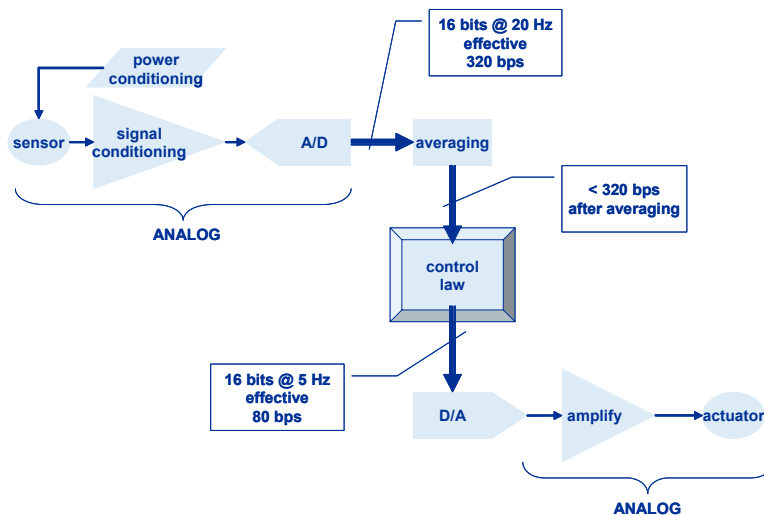 16 bits @ 20 Hz
effective
320 bps
power
conditioning
sensor
signal
conditioning
A/D
averaging
ANALOG
< 320 bps
after averaging
control
law
16 bits @ 5 Hz
effective
80 bps
D/A
amplify
actuator
ANALOG